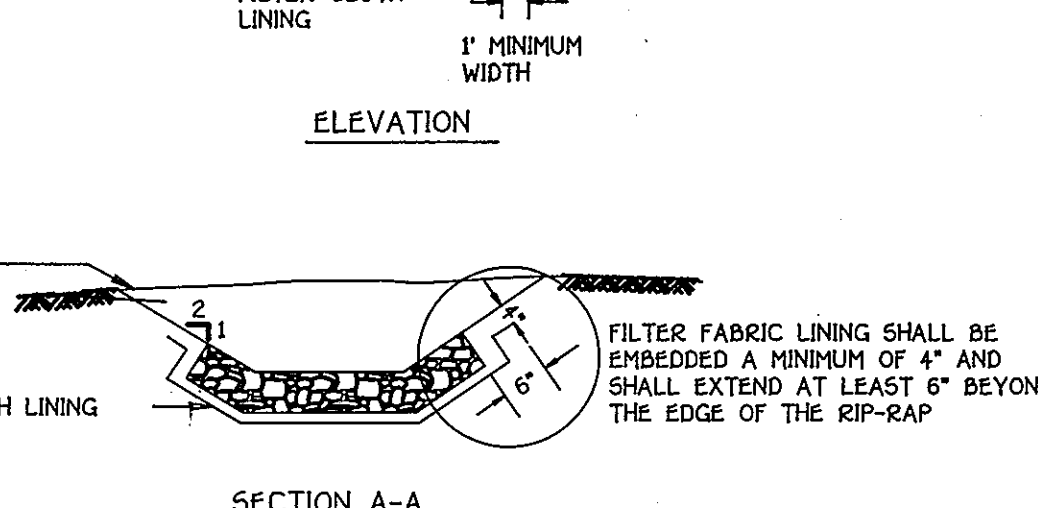 LINING
1' MINIMUM
WIDTH
ELEVATION
2
1
4"
6"
FILTER FABRIC LINING SHALL BE
EMBEDDED A MINIMUM OF 4" AND
SHALL EXTEND AT LEAST 6" BEYON
THE EDGE OF THE RIP-RAP
H LINING
SECTION A-A